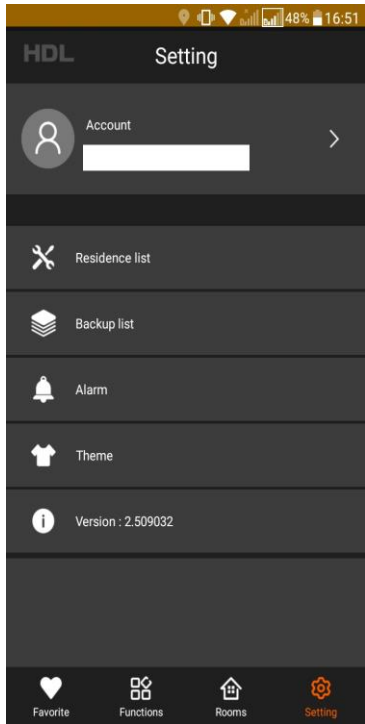 48% 16:51
HDL
Setting
Account
Residence list
Backup list
Alarm
Theme
Version : 2.509032
Favorite Functions Rooms Setting